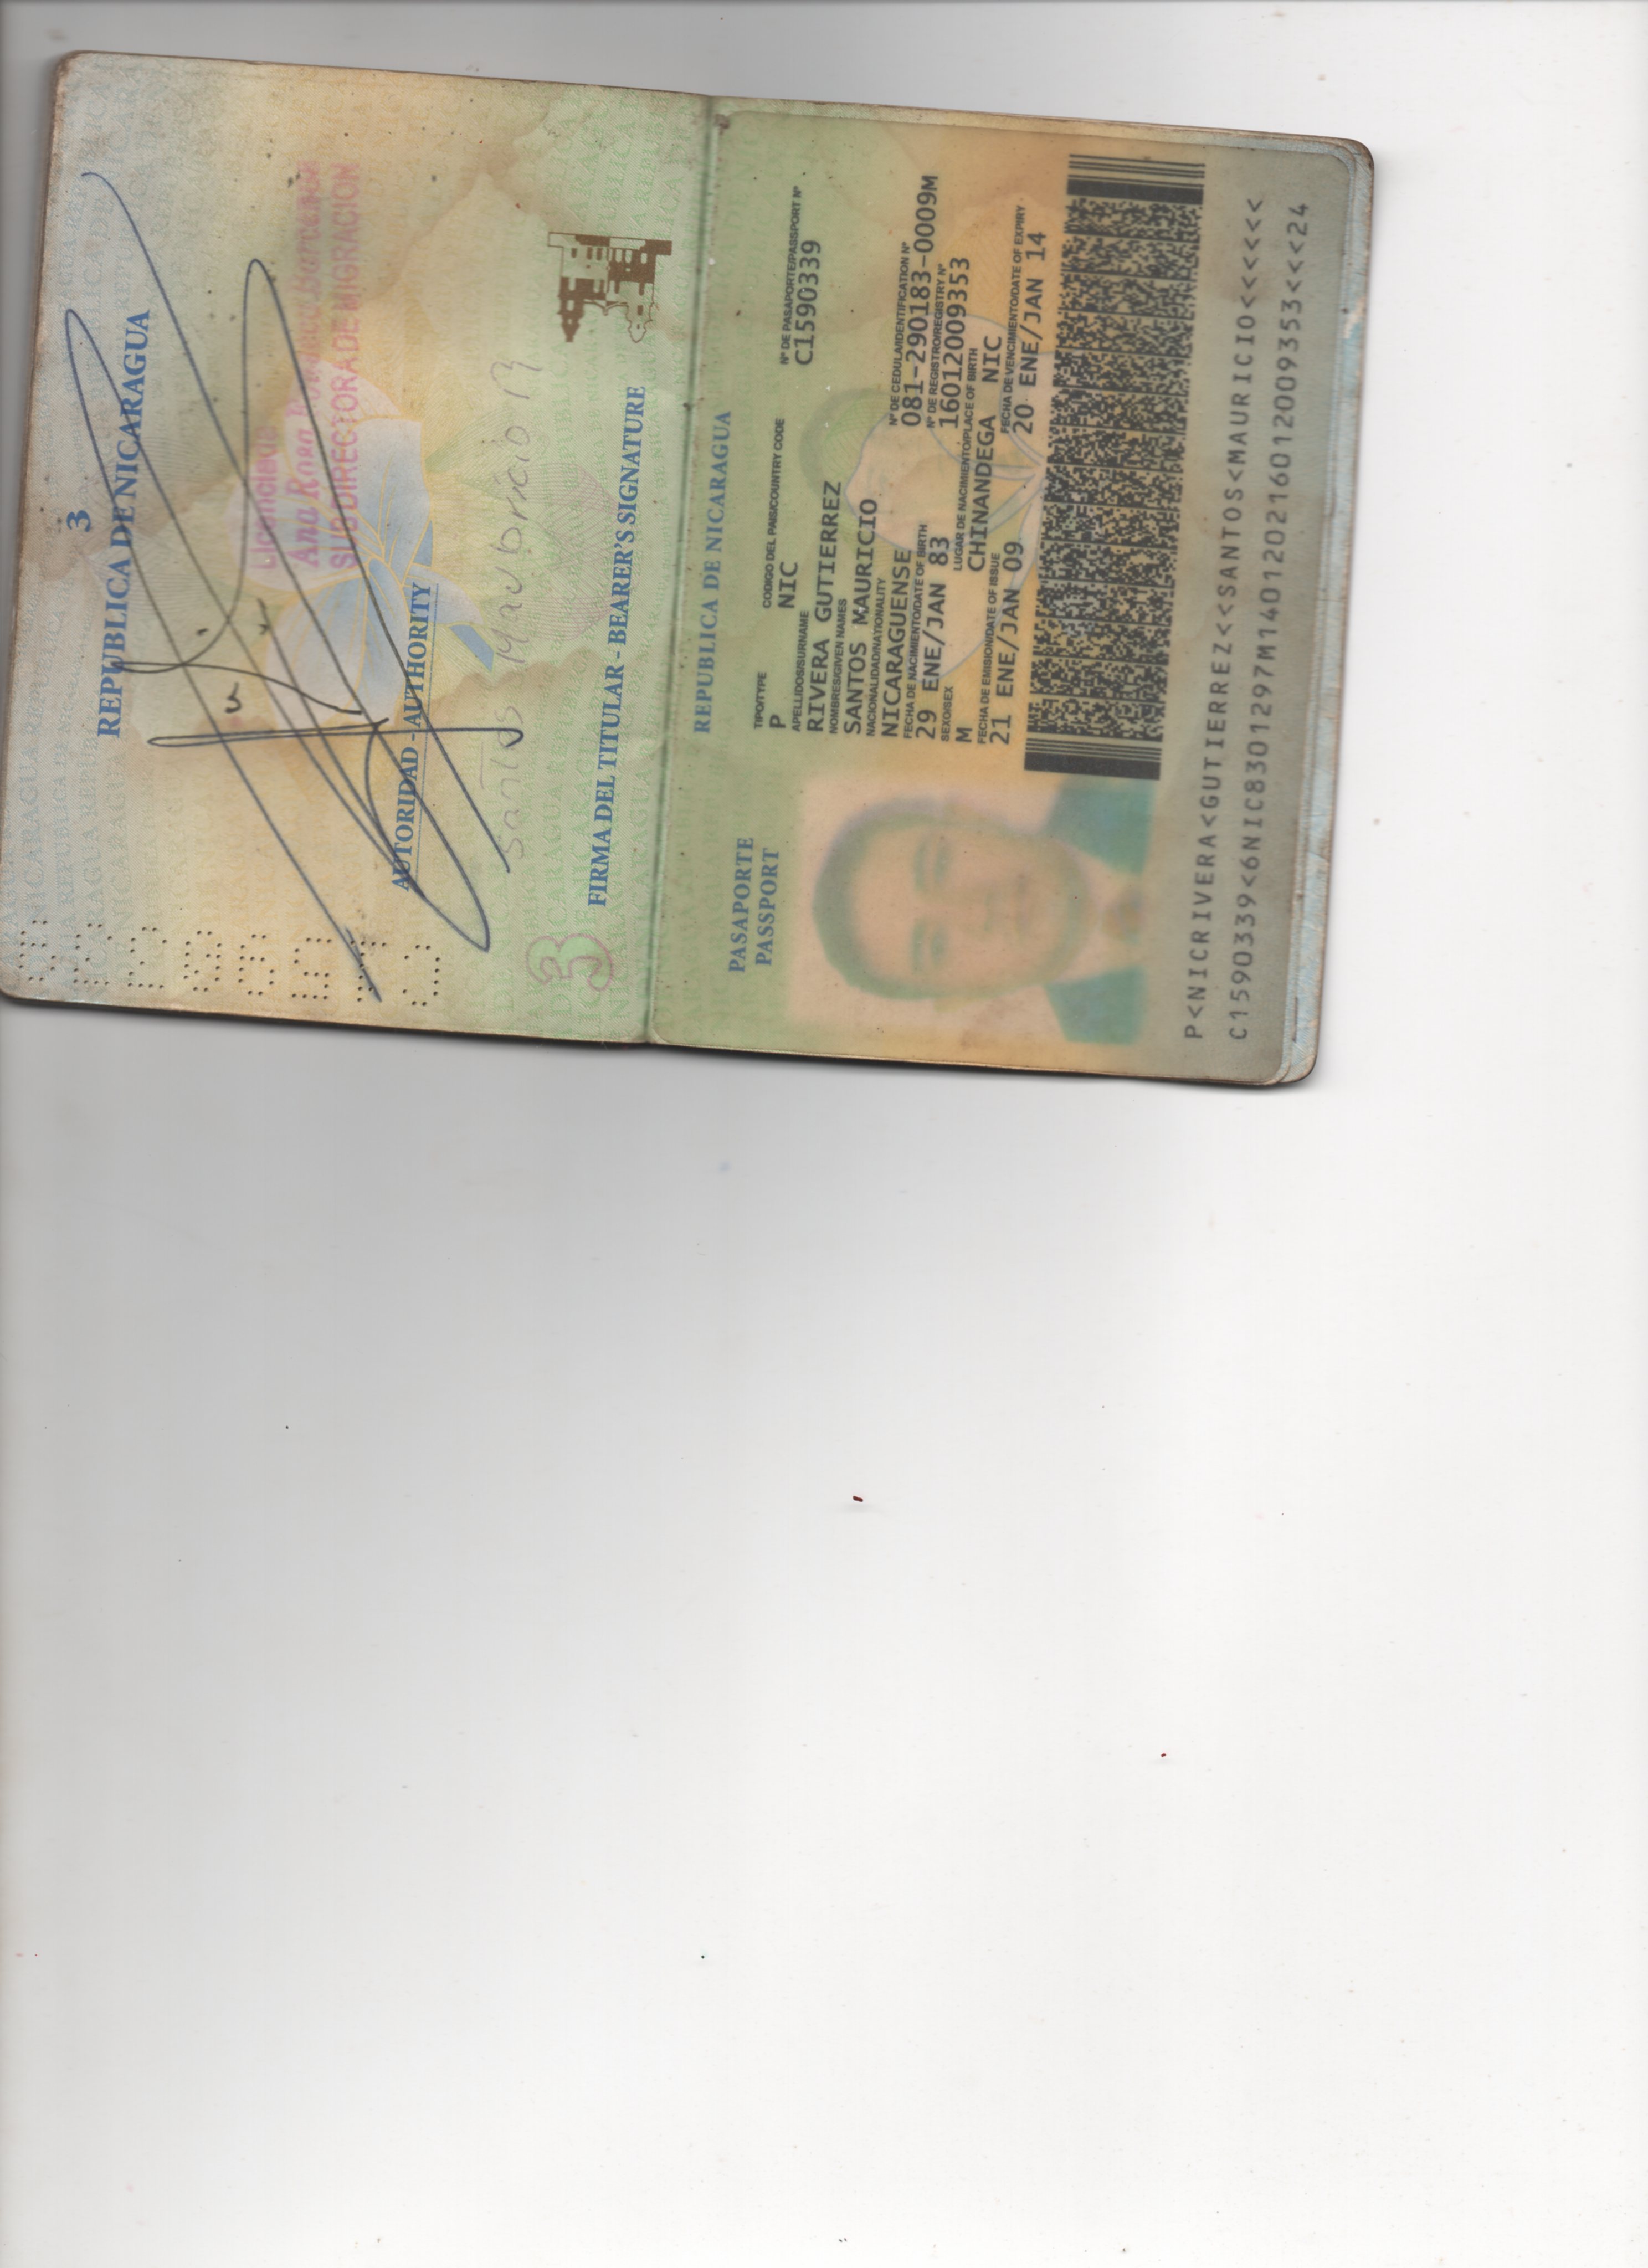 3
REPUBLICA DE NICARAGUA
Licenciada
Ana Rosa
SUBDIRECTORA DE MIGRACION
AUTORIDAD - AUTHORITY
Santos Mauricio R
FIRMA DEL TITULAR - BEARER'S SIGNATURE
3
REPUBLICA DE NICARAGUA
PASAPORTE
PASSPORT
TIPO/TYPE CODIGO DEL PAIS/COUNTRY CODE Nº DE PASAPORTE/PASSPORT Nº
P NIC C1590339
APELLIDOS/SURNAME
RIVERA GUTIERREZ
NOMBRES/GIVEN NAMES
SANTOS MAURICIO
NACIONALIDAD/NATIONALITY Nº DE CEDULA/IDENTIFICATION Nº
NICARAGUENSE 081-290183-0009M
FECHA DE NACIMIENTO/DATE OF BIRTH Nº DE REGISTRO/REGISTRY Nº
29 ENE/JAN 83 16012009353
SEXO/SEX LUGAR DE NACIMIENTO/PLACE OF BIRTH
M CHINANDEGA NIC
FECHA DE EMISION/DATE OF ISSUE FECHA DE VENCIMIENTO/DATE OF EXPIRY
21 ENE/JAN 09 20 ENE/JAN 14
P<NICRIVERA<GUTIERREZ<<SANTOS<MAURICIO<<<<<<
C1590339<6NIC8301297M14012021601200​9353<<<24